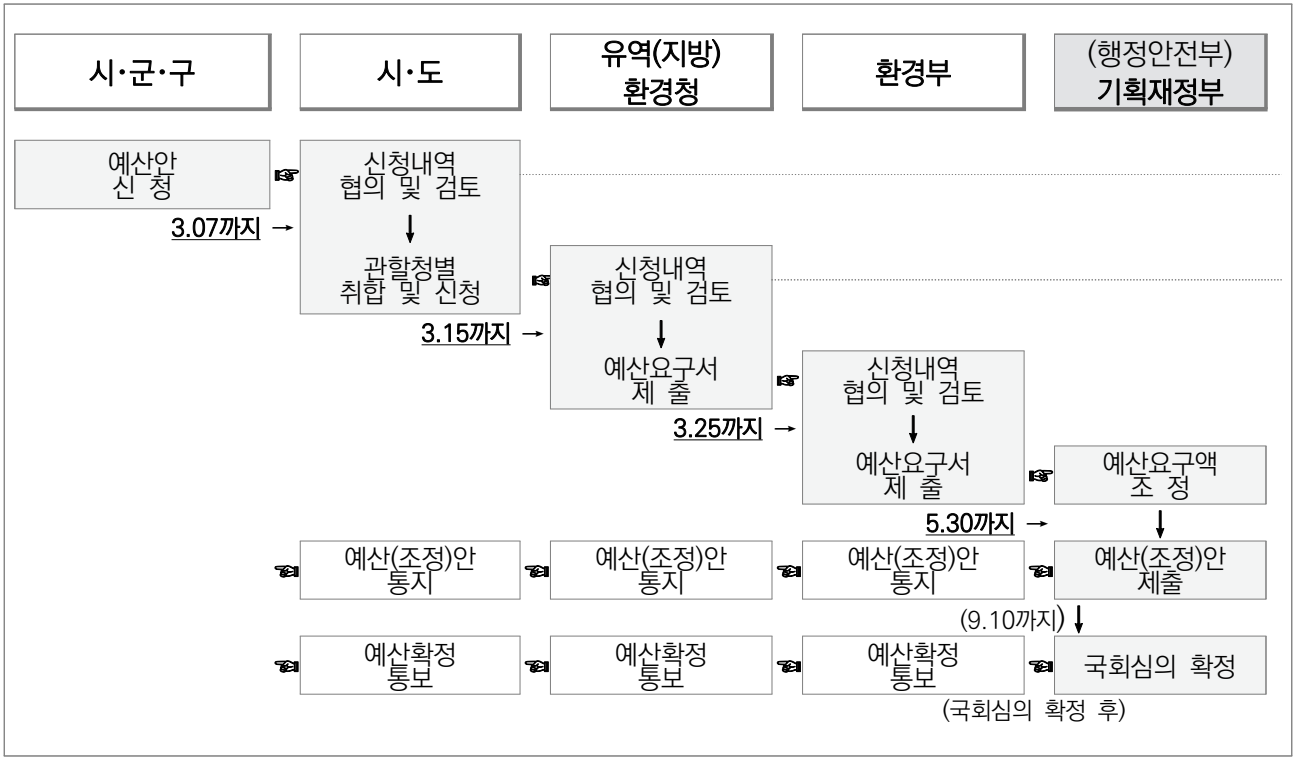 시·군·구
시·도
유역(지방)
환경청
환경부
(행정안전부)
기획재정부
예산안
신 청
신청내역
협의 및 검토
3.07까지
관할청별
취합 및 신청
신청내역
협의 및 검토
3.15까지
예산요구서
제 출
신청내역
협의 및 검토
3.25까지
예산요구서
제 출
예산요구액
조 정
5.30까지
예산(조정)안
통지
예산(조정)안
통지
예산(조정)안
통지
예산(조정)안
제출
(9.10까지)
예산확정
통보
예산확정
통보
예산확정
통보
국회심의 확정
(국회심의 확정 후)